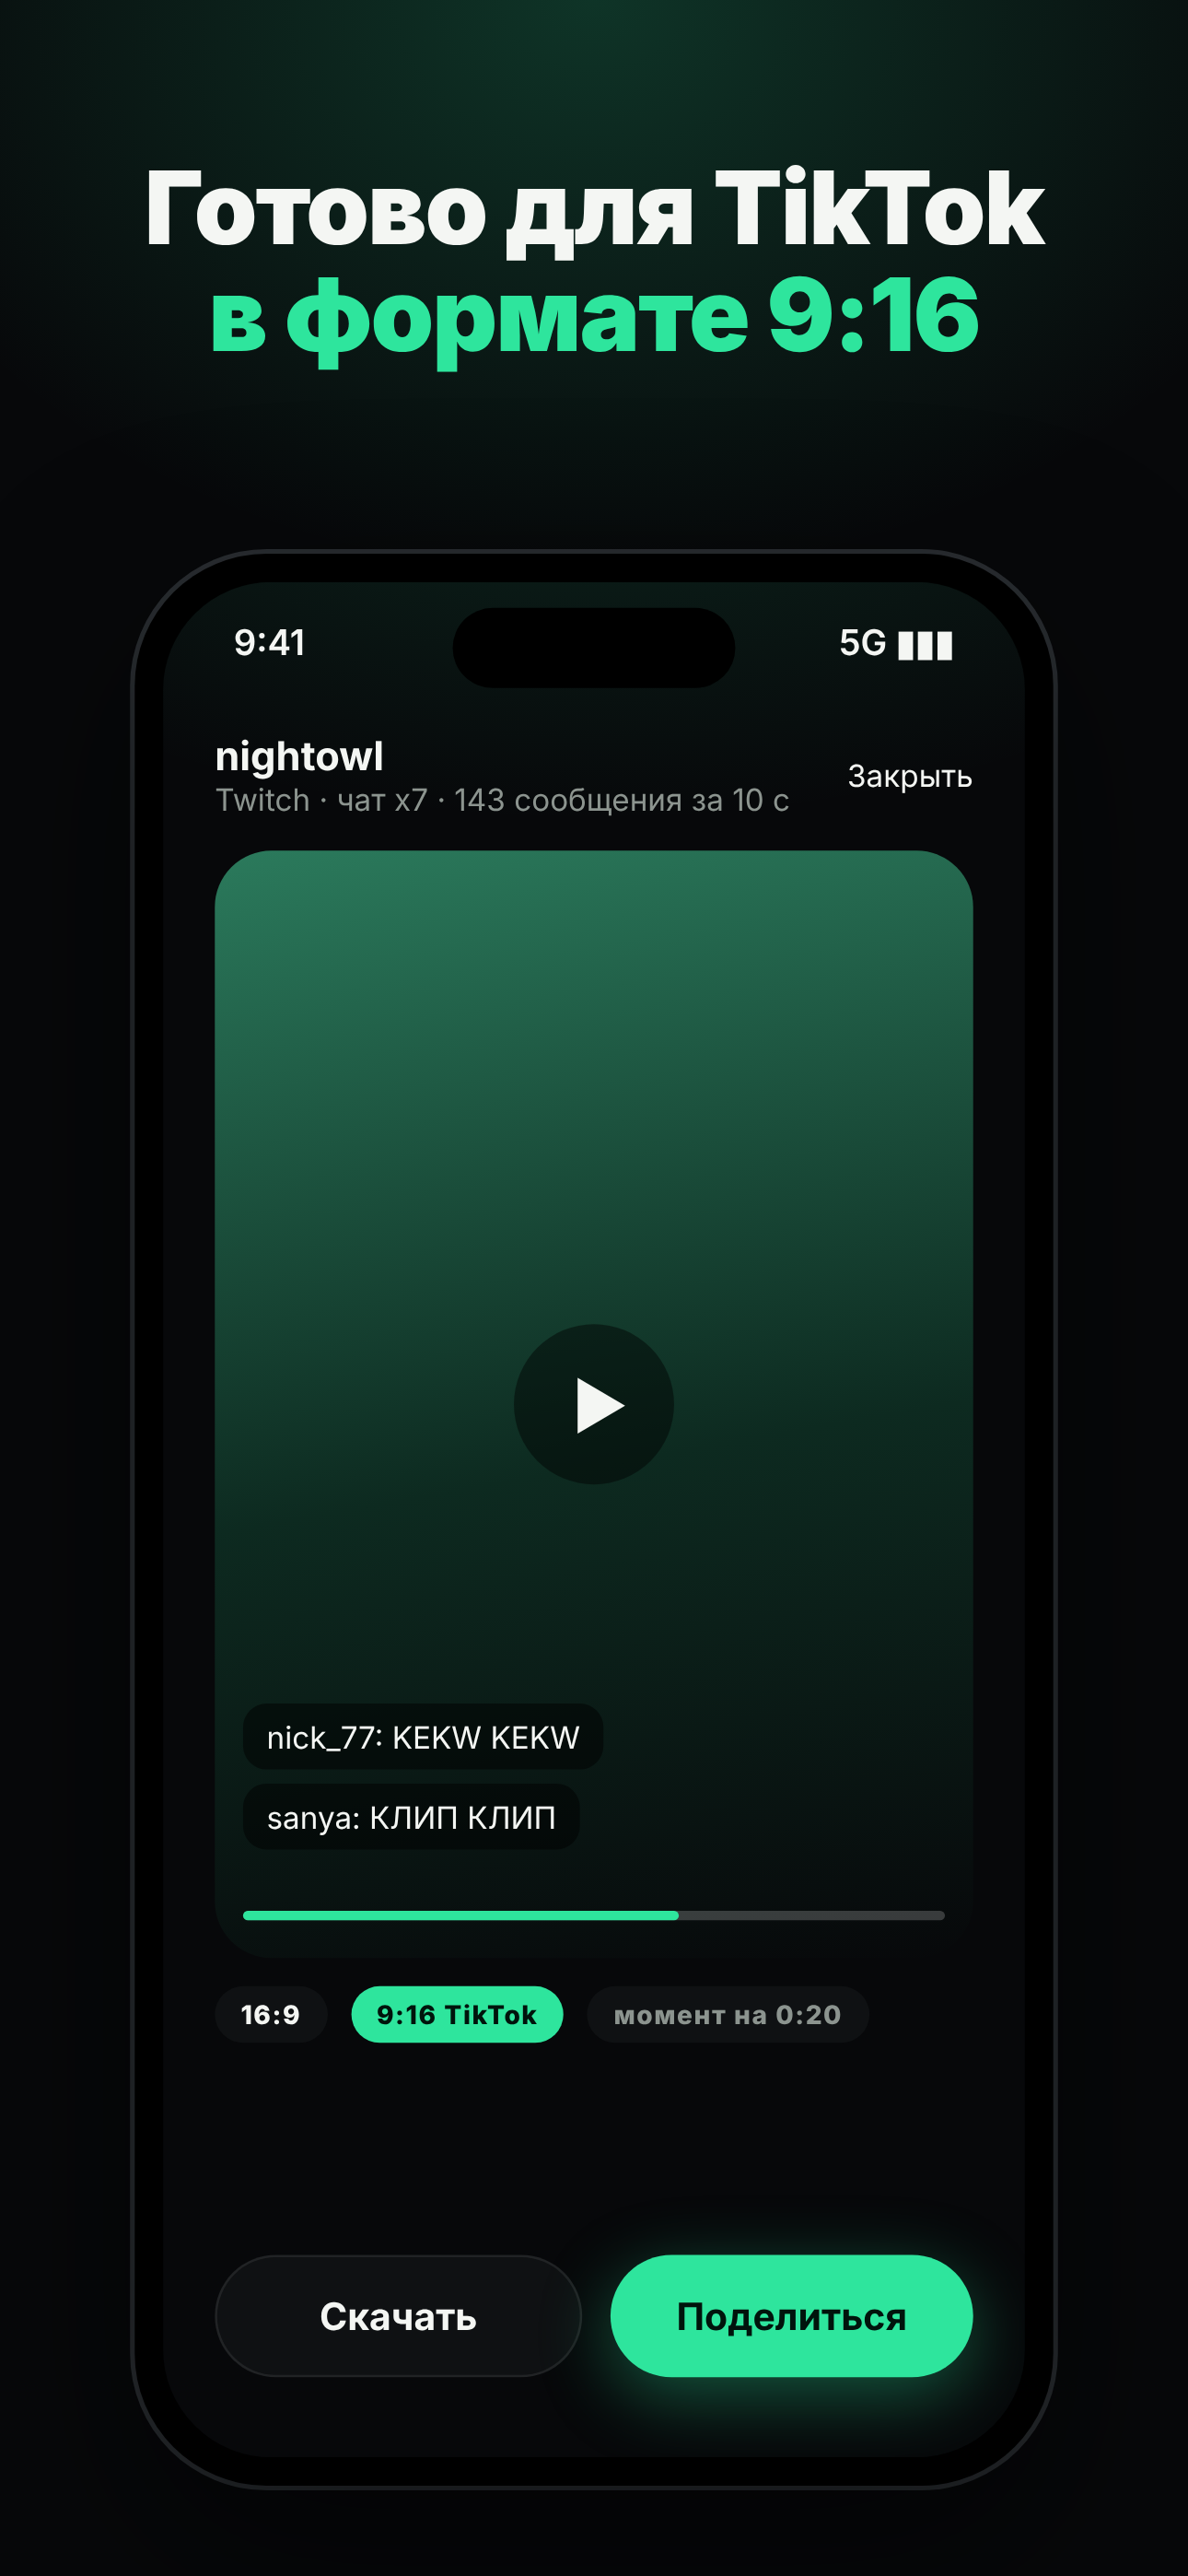 Готово для TikTok
в формате 9:16
9:41
5G
nightowl
Twitch · чат x7 · 143 сообщения за 10 с
Закрыть
nick_77: KEKW KEKW
sanya: КЛИП КЛИП
16:9
9:16 TikTok
момент на 0:20
Скачать
Поделиться